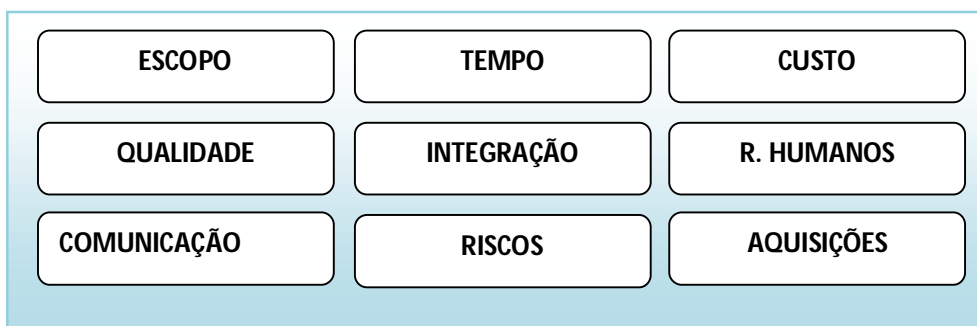 ESCOPO TEMPO CUSTO
QUALIDADE INTEGRAÇÃO R. HUMANOS
COMUNICAÇÃO RISCOS AQUISIÇÕES